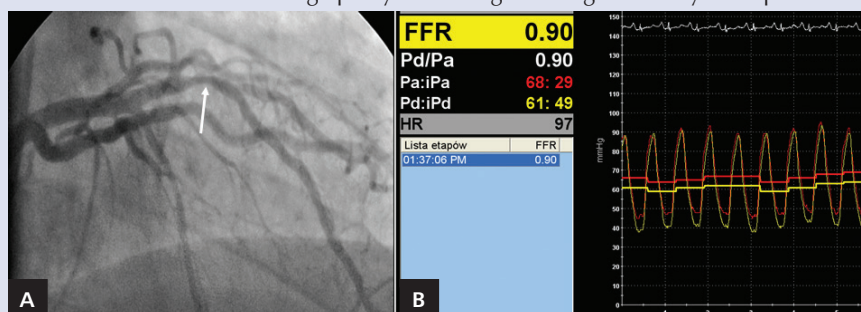 FFR 0.90
Pd/Pa 0.90
Pa:iPa 68: 29
Pd:iPd 61: 49
HR 97
Lista etapów FFR
01:37:06 PM 0.90
mmHg
150
140
130
120
110
100
90
80
70
60
50
40
30
20
10
0
A
B